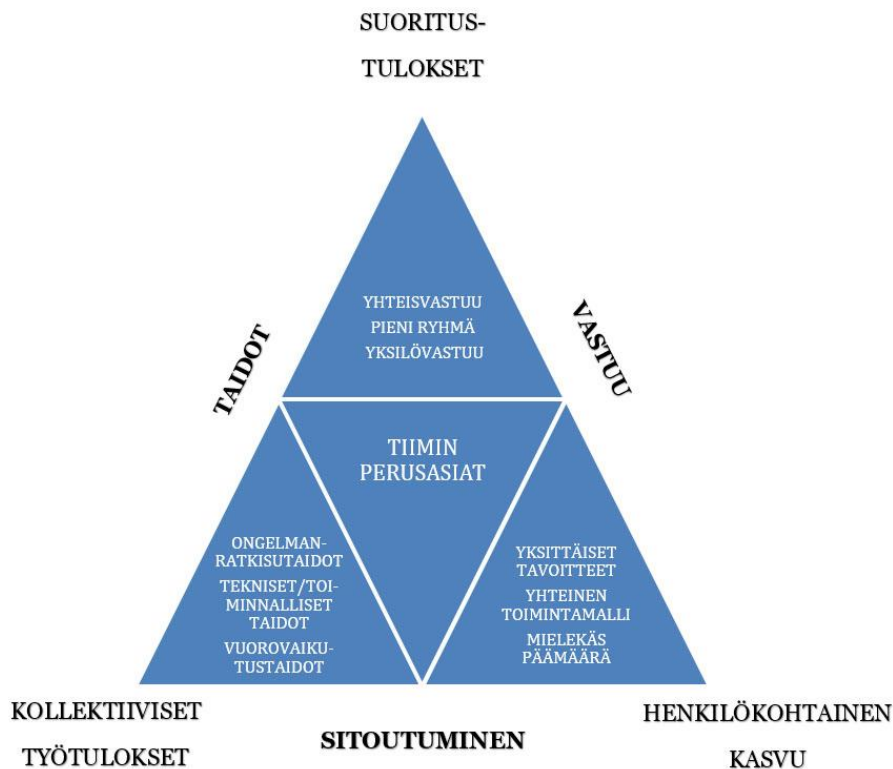 SUORITUS-
TULOKSET
YHTEISVASTUU
PIENI RYHMÄ
YKSILÖVASTUU
TAIDOT
VASTUU
TIIMIN
PERUSASIAT
ONGELMAN-
RATKISUTAIDOT
TEKNISET/TOI-
MINNALLISET
TAIDOT
VUOROVAIKU-
TUSTAIDOT
YKSITTÄISET
TAVOITTEET
YHTEINEN
TOIMINTAMALLI
MIELEKÄS
PÄÄMÄÄRÄ
KOLLEKTIIVISET
TYÖTULOKSET
SITOUTUMINEN
HENKILÖKOHTAINEN
KASVU